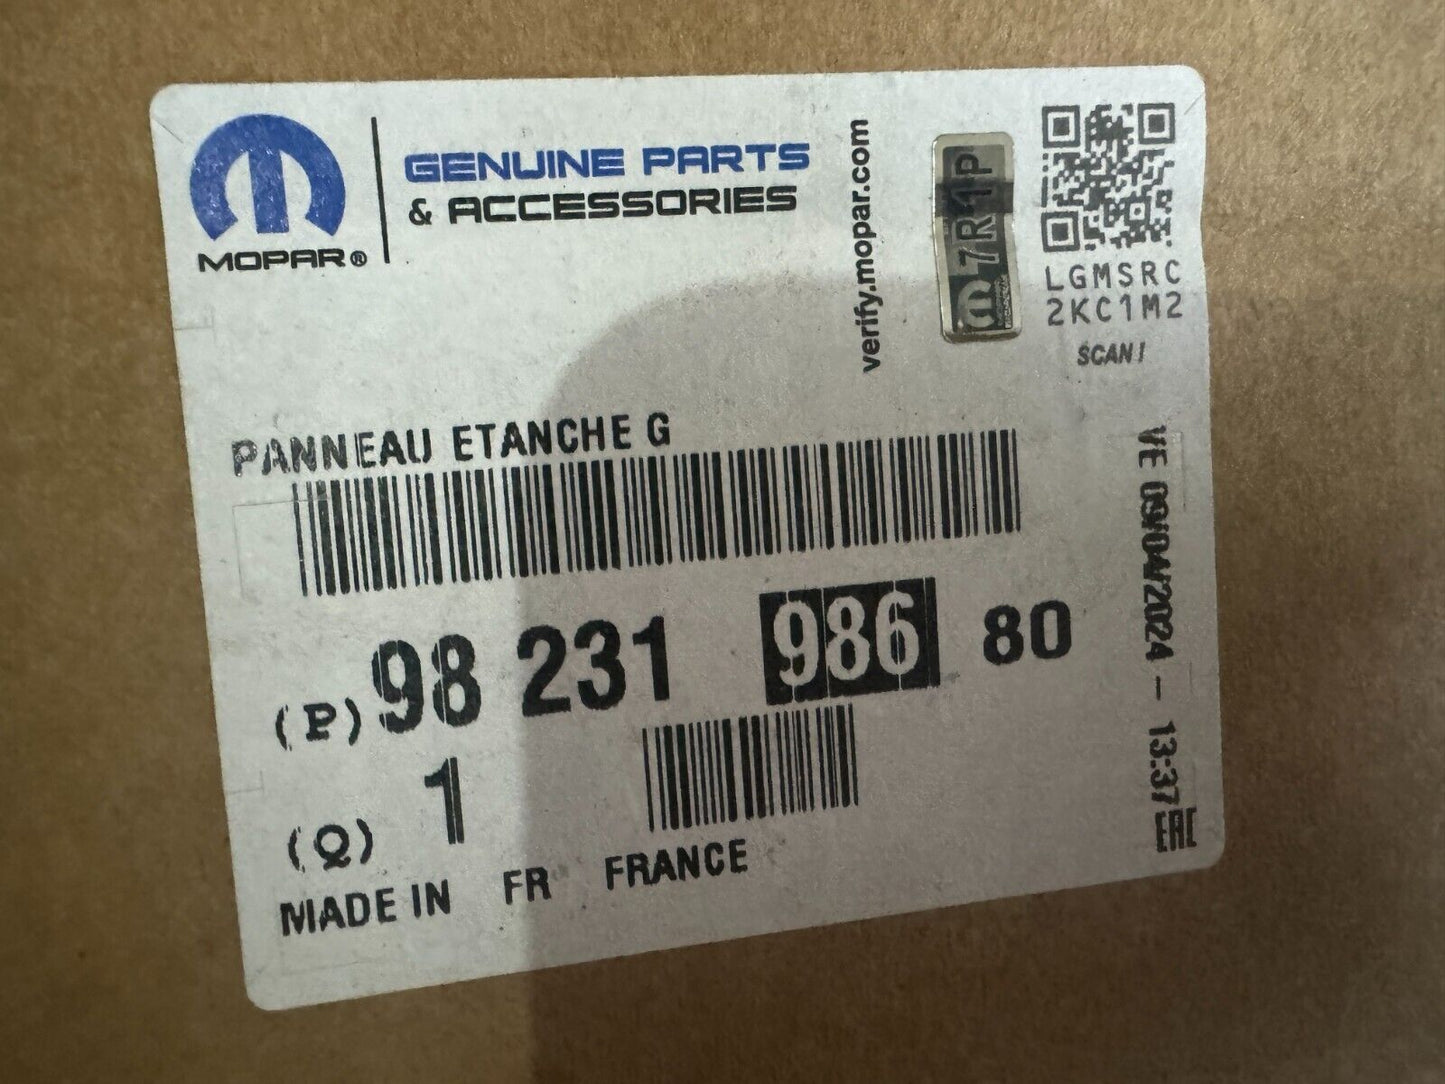 GENUINE PARTS
& ACCESSORIES
MOPAR®
verify.mopar.com
7R1P
LGMSRC
2KC1M2
SCAN!
PANNEAU ETANCHE G
(P) 98 231 986 80
(Q) 1
MADE IN FR FRANCE
VE 09/04/2024 - 13:37
EAC